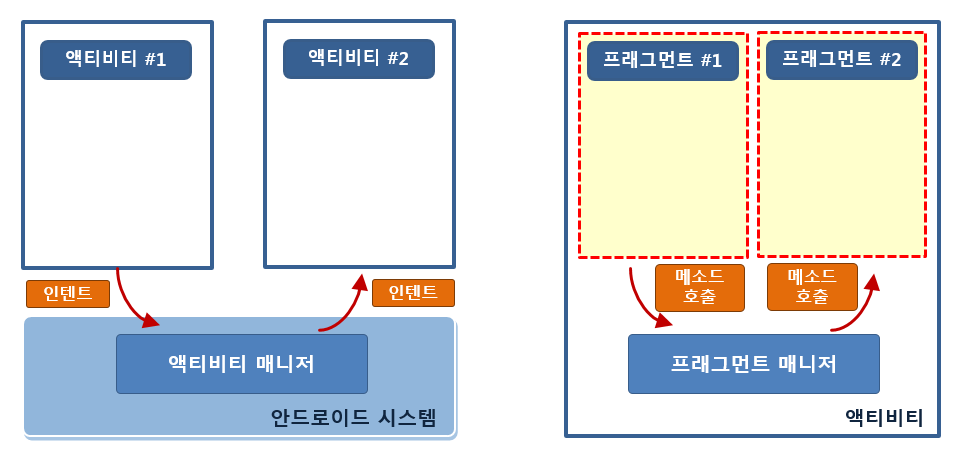 액티비티 #1
액티비티 #2
인텐트
인텐트
액티비티 매니저
안드로이드 시스템
프래그먼트 #1
프래그먼트 #2
메소드
호출
메소드
호출
프래그먼트 매니저
액티비티